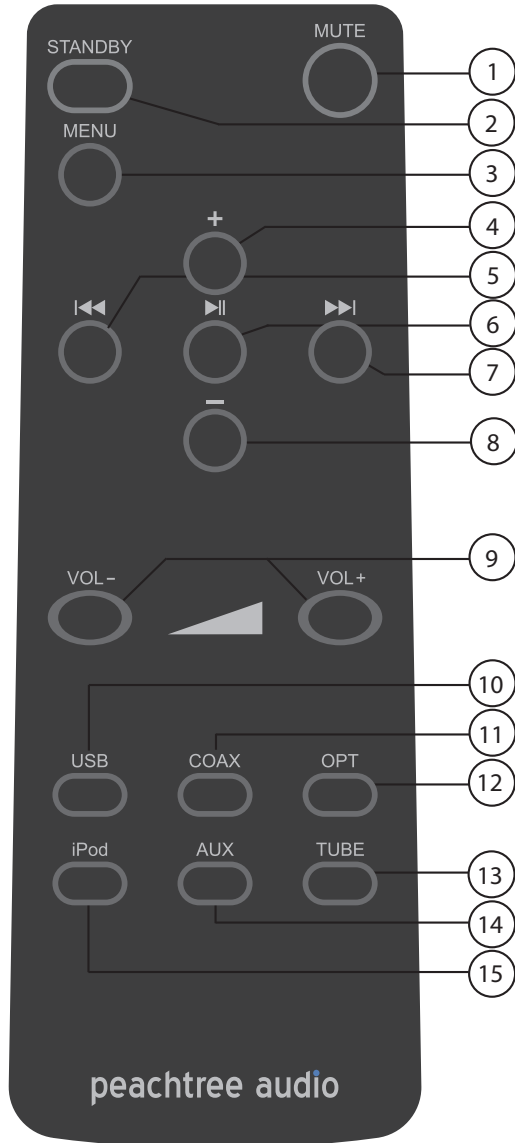 STANDBY
MUTE
1
2
MENU
3
+
4
5
6
7
−
8
9
VOL−
VOL+
10
11
USB
COAX
OPT
12
iPod
AUX
TUBE
13
14
15
peachtree audio